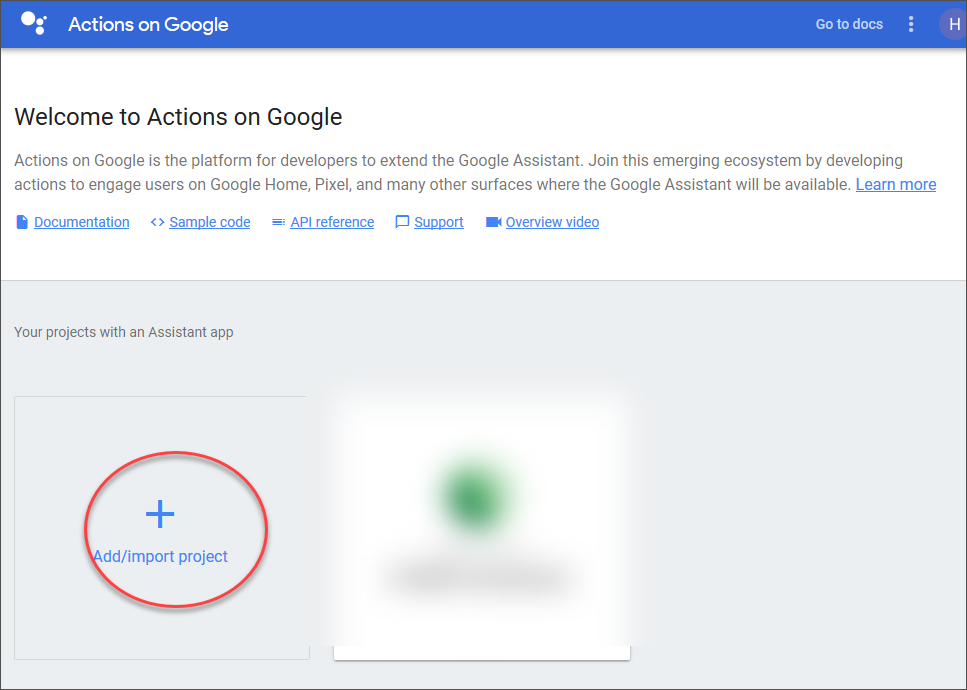 Actions on Google
Go to docs
H
Welcome to Actions on Google
Actions on Google is the platform for developers to extend the Google Assistant. Join this emerging ecosystem by developing
actions to engage users on Google Home, Pixel, and many other surfaces where the Google Assistant will be available. Learn more
Documentation
Sample code
API reference
Support
Overview video
Your projects with an Assistant app
Add/import project